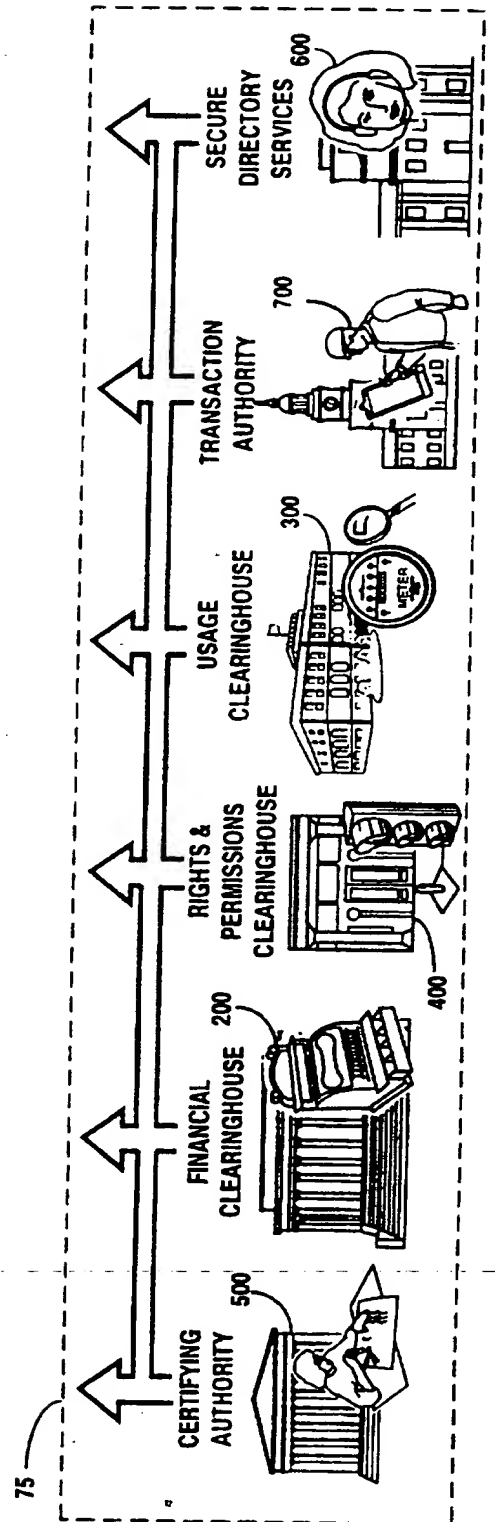 75
CERTIFYING
AUTHORITY
500
FINANCIAL
CLEARINGHOUSE
200
RIGHTS &
PERMISSIONS
CLEARINGHOUSE
400
USAGE
CLEARINGHOUSE
300
METER
TRANSACTION
AUTHORITY
700
SECURE
DIRECTORY
SERVICES
600